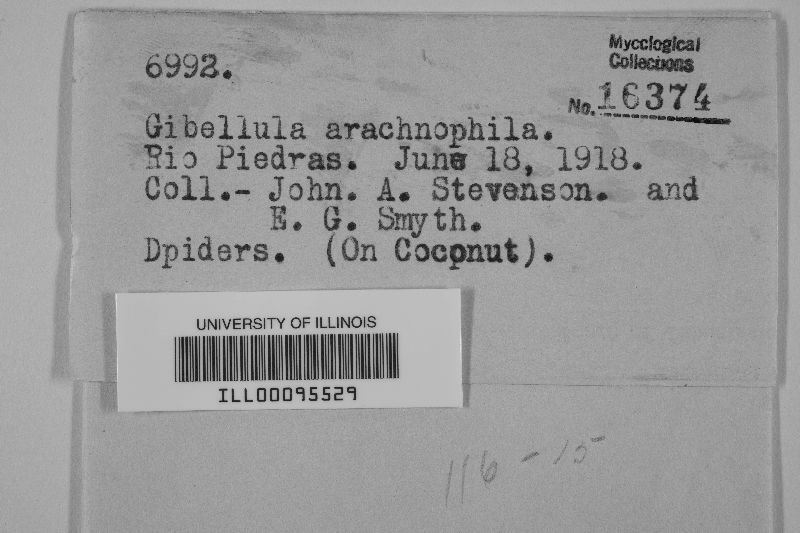 6992.
Mycological
Collections
No. 16374
Gibellula arachnophila.
Rio Piedras. June 18, 1918.
Coll.- John. A. Stevenson. and
E. G. Smyth.
Dpiders. (On Coconut).
UNIVERSITY OF ILLINOIS
ILL00095529
116-15